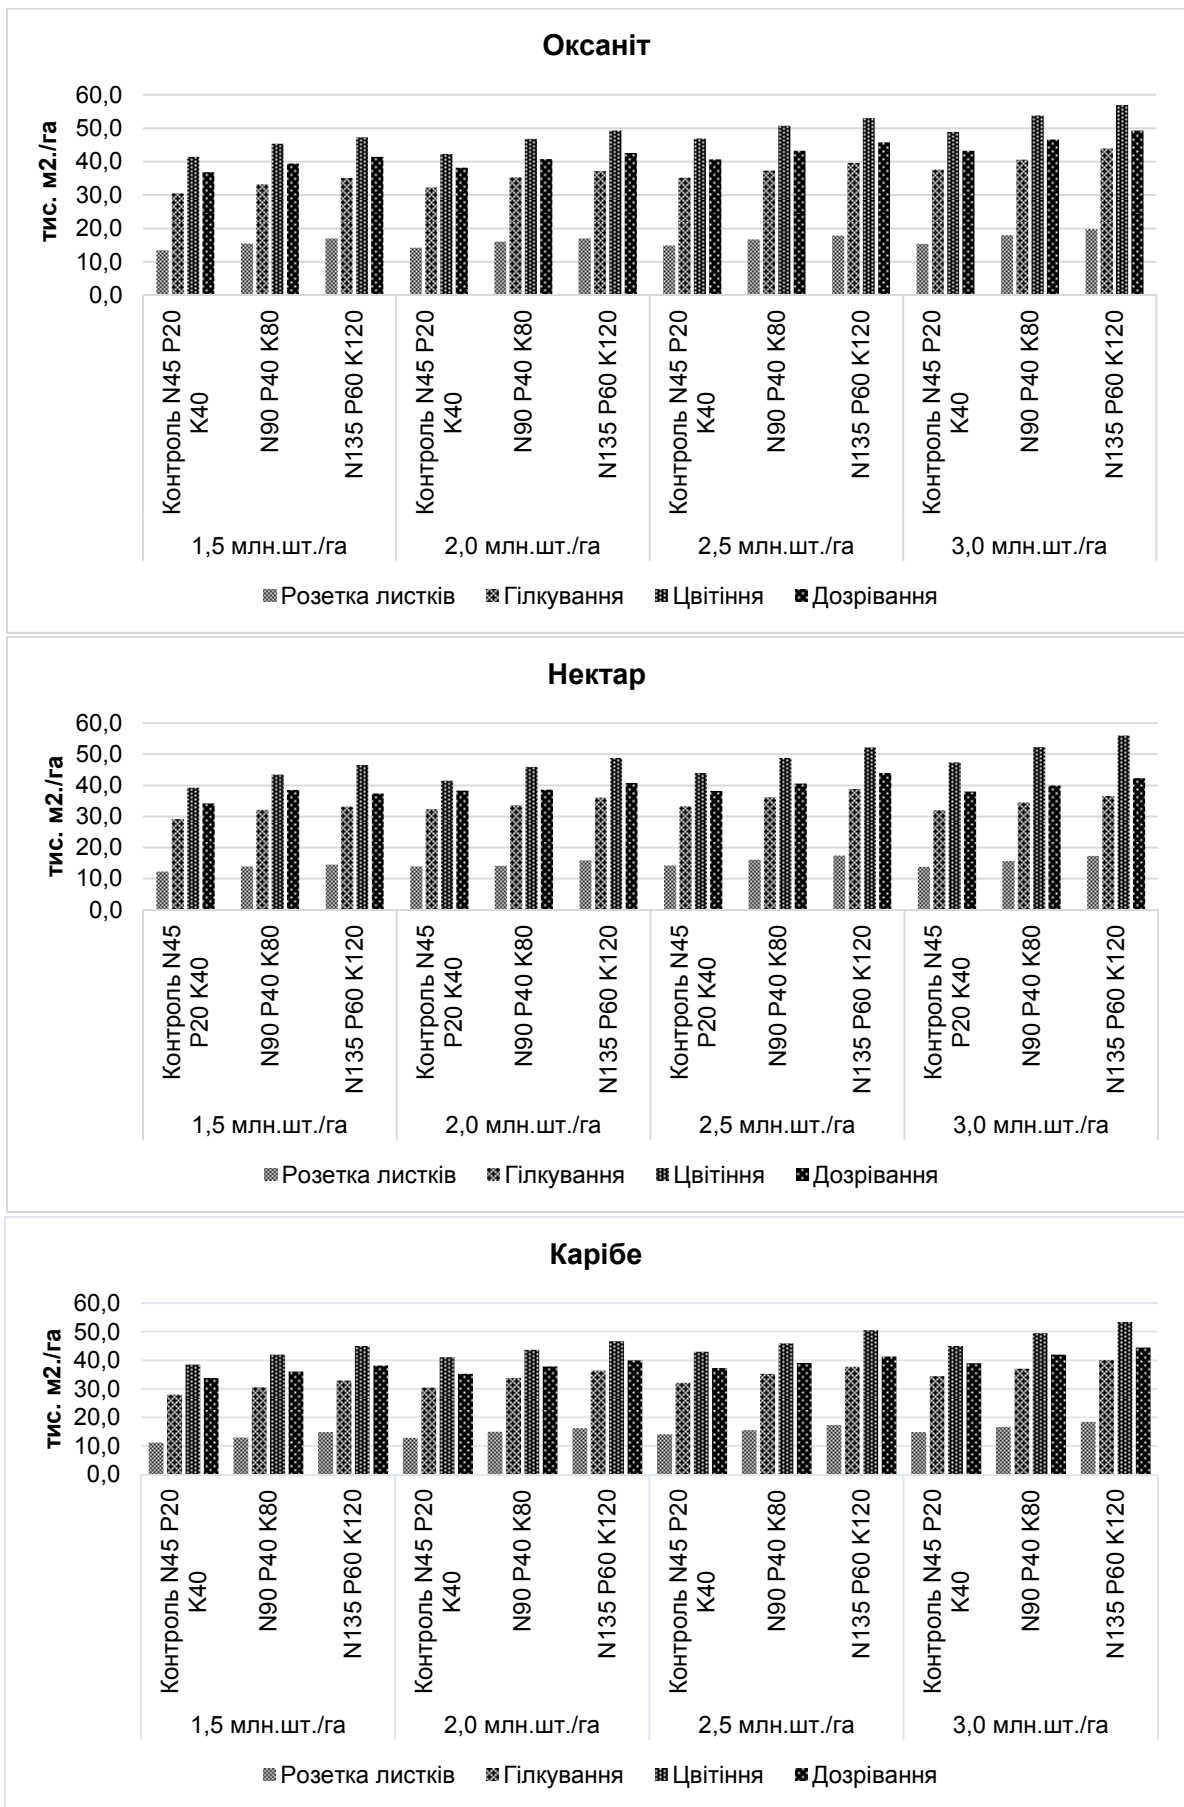 Оксаніт
тис. м2./га
60,0
50,0
40,0
30,0
20,0
10,0
0,0
Контроль N45 P20
K40
N90 P40 K80
N135 P60 K120
Контроль N45 P20
K40
N90 P40 K80
N135 P60 K120
Контроль N45 P20
K40
N90 P40 K80
N135 P60 K120
Контроль N45 P20
K40
N90 P40 K80
N135 P60 K120
1,5 млн.шт./га 2,0 млн.шт./га 2,5 млн.шт./га 3,0 млн.шт./га
Розетка листків Гілкування Цвітіння Дозрівання
Нектар
тис. м2./га
60,0
50,0
40,0
30,0
20,0
10,0
0,0
Контроль N45
P20 K40
N90 P40 K80
N135 P60 K120
Контроль N45
P20 K40
N90 P40 K80
N135 P60 K120
Контроль N45
P20 K40
N90 P40 K80
N135 P60 K120
Контроль N45
P20 K40
N90 P40 K80
N135 P60 K120
1,5 млн.шт./га 2,0 млн.шт./га 2,5 млн.шт./га 3,0 млн.шт./га
Розетка листків Гілкування Цвітіння Дозрівання
Карібе
тис. м2./га
60,0
50,0
40,0
30,0
20,0
10,0
0,0
Контроль N45 P20
K40
N90 P40 K80
N135 P60 K120
Контроль N45 P20
K40
N90 P40 K80
N135 P60 K120
Контроль N45 P20
K40
N90 P40 K80
N135 P60 K120
Контроль N45 P20
K40
N90 P40 K80
N135 P60 K120
1,5 млн.шт./га 2,0 млн.шт./га 2,5 млн.шт./га 3,0 млн.шт./га
Розетка листків Гілкування Цвітіння Дозрівання